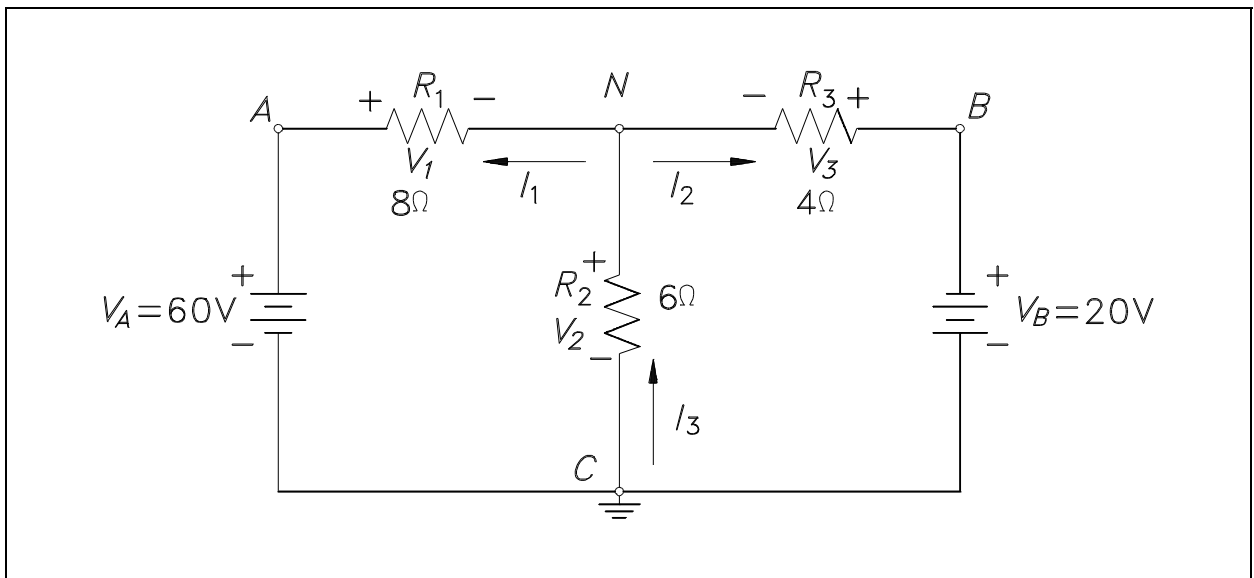 A + R1 - N - R3 + B
V1 I1 I2 V3
8Ω 4Ω
+ + +
VA=60V R2 6Ω VB=20V
- V2 - -
I3
C